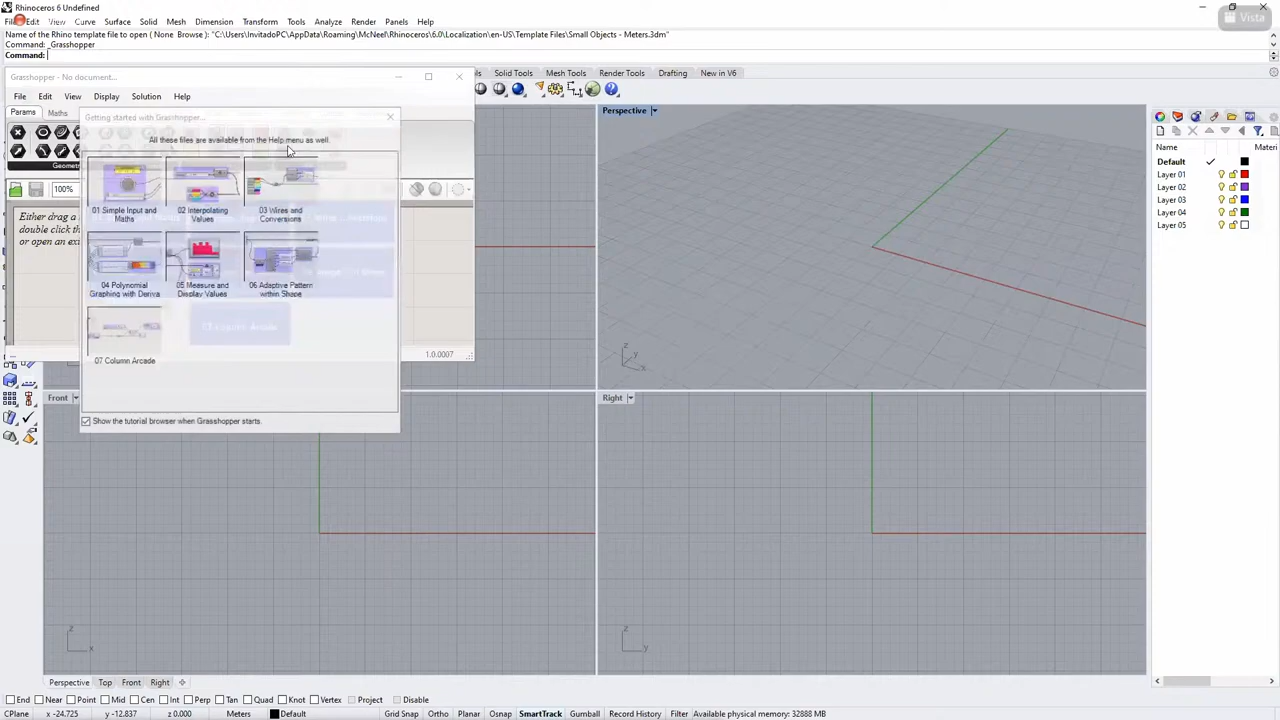 Rhinoceros 6 Undefined
Vista
File Edit View Curve Surface Solid Mesh Dimension Transform Tools Analyze Render Panels Help
Name of the Rhino template file to open ( None Browse ): "C:\Users\InvitadoPC\AppData\Roaming\McNeel\Rhinoceros\6.0\Localization\en-US\Template Files\Small Objects - Meters.3dm"
Command: _Grasshopper
Command:
Solid Tools Mesh Tools Render Tools Drafting New in V6
Grasshopper - No document...
File Edit View Display Solution Help
Params Maths
Getting started with Grasshopper...
All these files are available from the Help menu as well.
100%
Either drag a
double click th
or open an ex
01 Simple Input and Maths
02 Interpolating Values
03 Wires and Conversions
04 Polynomial Graphing with Deriva
05 Measure and Display Values
06 Adaptive Pattern within Shape
07 Column Arcade
1.0.0007
Show the tutorial browser when Grasshopper starts.
Perspective
z
y
x
Front
z
x
Right
z
y
Name Materi
Default
Layer 01
Layer 02
Layer 03
Layer 04
Layer 05
Perspective Top Front Right
End Near Point Mid Cen Int Perp Tan Quad Knot Vertex Project Disable
CPlane x -24.725 y -12.837 z 0.000 Meters Default Grid Snap Ortho Planar Osnap SmartTrack Gumball Record History Filter Available physical memory: 32888 MB